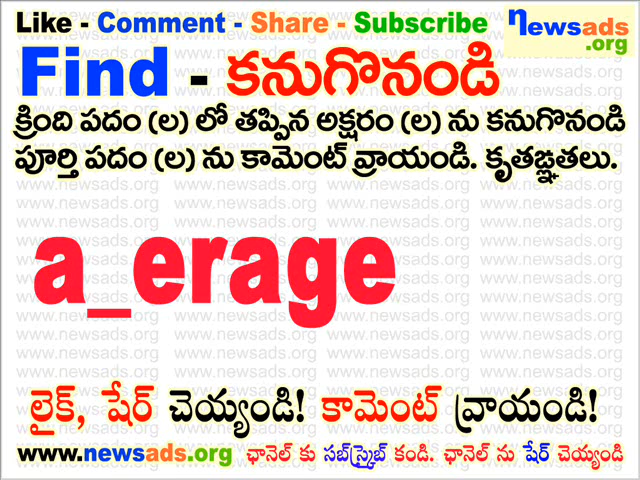 Like - Comment - Share - Subscribe
newsads
.org
Find - కనుగొనండి
క్రింది పదం (ల) లో తప్పిన అక్షరం (ల) ను కనుగొనండి
పూర్తి పదం (ల) ను కామెంట్ వ్రాయండి. కృతజ్ఞతలు.
a_erage
లైక్, షేర్ చెయ్యండి! కామెంట్ వ్రాయండి!
www.newsads.org ఛానెల్ కు సబ్‌స్క్రైబ్ కండి. ఛానెల్ ను షేర్ చెయ్యండి